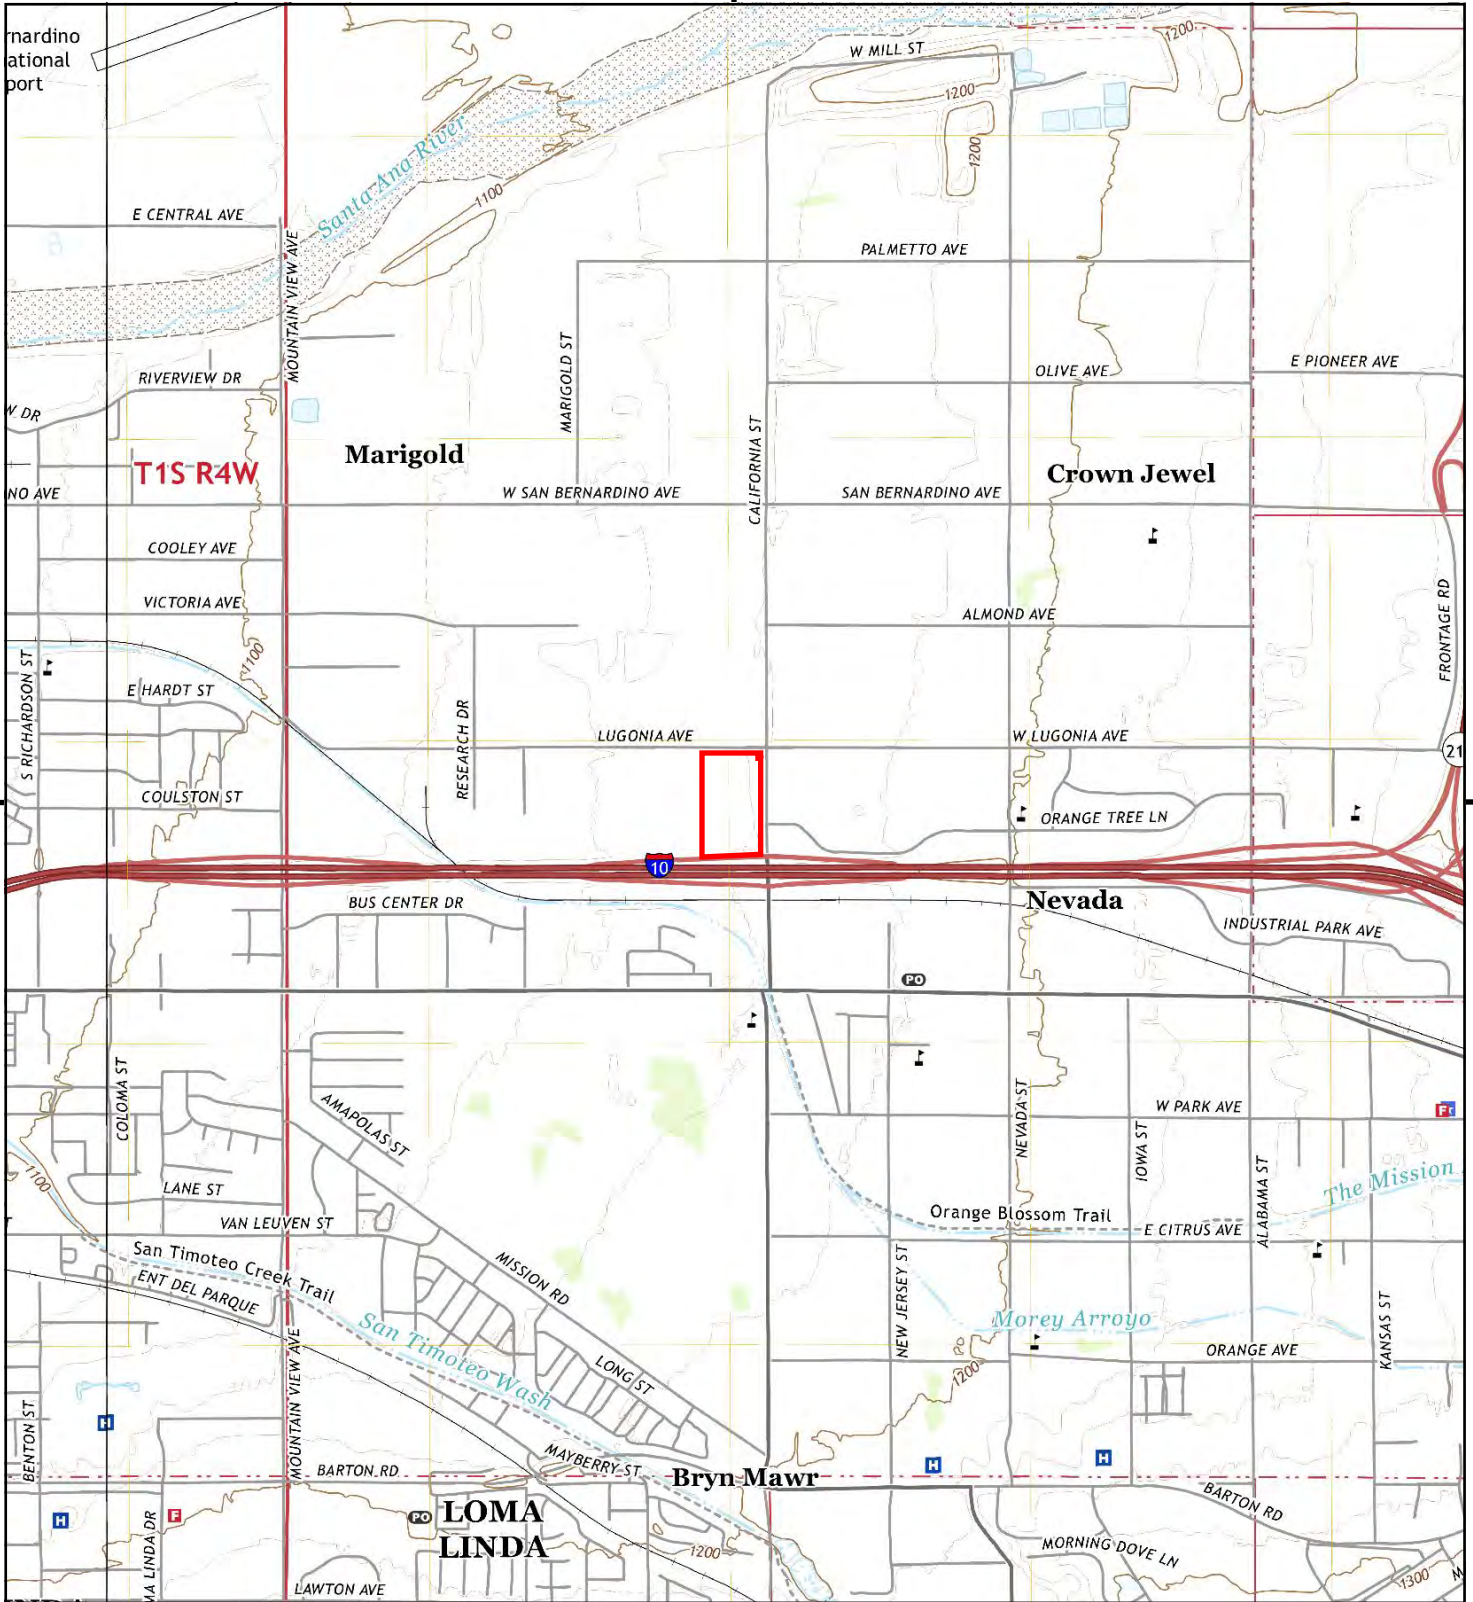 rnardino
ational
port
W MILL ST
1200
1200
1200
Santa Ana River
1100
E CENTRAL AVE
MOUNTAIN VIEW AVE
PALMETTO AVE
MARIGOLD ST
RIVERVIEW DR
OLIVE AVE
E PIONEER AVE
W DR
CALIFORNIA ST
Marigold
T1S R4W
Crown Jewel
NO AVE
W SAN BERNARDINO AVE
SAN BERNARDINO AVE
COOLEY AVE
VICTORIA AVE
ALMOND AVE
FRONTAGE RD
1100
S RICHARDSON ST
E HARDT ST
RESEARCH DR
LUGONIA AVE
W LUGONIA AVE
21
COULSTON ST
ORANGE TREE LN
10
BUS CENTER DR
Nevada
INDUSTRIAL PARK AVE
PO
COLOMA ST
AMAPOLAS ST
NEVADA ST
W PARK AVE
IOWA ST
F
1100
LANE ST
ALABAMA ST
The Mission
VAN LEUVEN ST
Orange Blossom Trail
E CITRUS AVE
San Timoteo Creek Trail
ENT DEL PARQUE
MISSION RD
NEW JERSEY ST
Morey Arroyo
KANSAS ST
San Timoteo Wash
MOUNTAIN VIEW AVE
LONG ST
PO
ORANGE AVE
1200
H
BENTON ST
MAYBERRY ST
BARTON RD
Bryn Mawr
H
H
BARTON RD
H
F
MA LINDA DR
PO
LOMA
LINDA
1200
MORNING DOVE LN
LAWTON AVE
1300
M